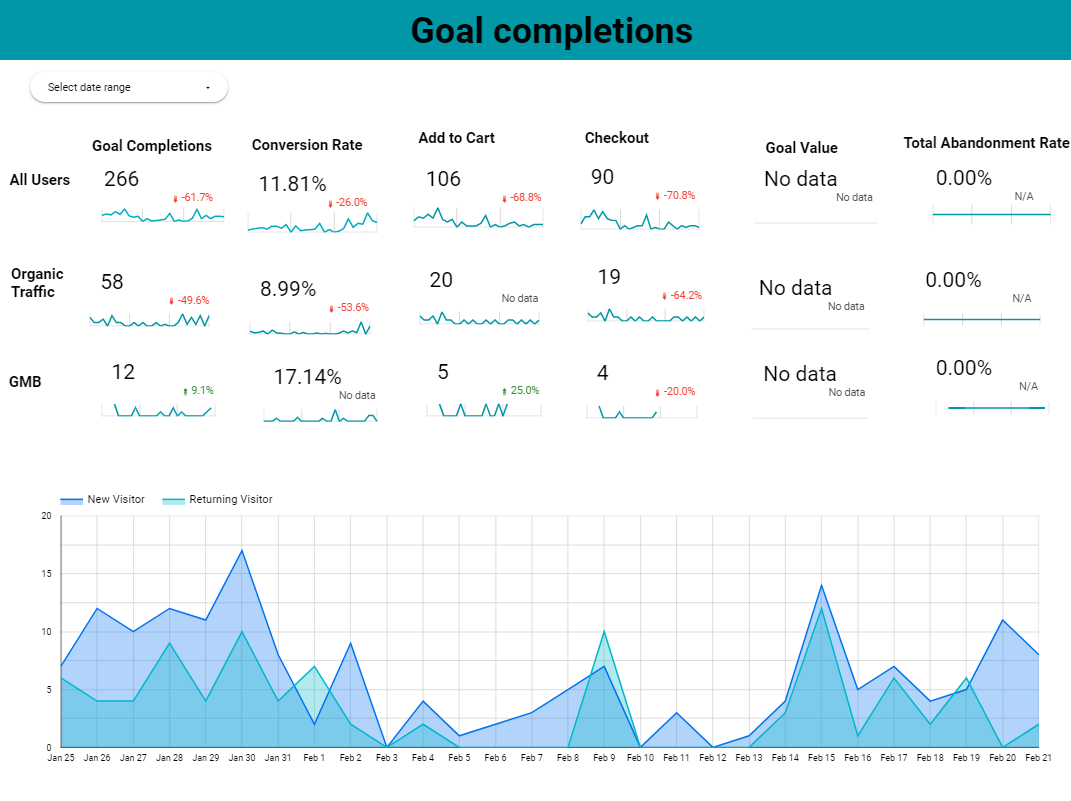 Goal completions
Select date range
Goal Completions
Conversion Rate
Add to Cart
Checkout
Goal Value
Total Abandonment Rate
All Users
266
-61.7%
11.81%
-26.0%
106
-68.8%
90
-70.8%
No data
No data
0.00%
N/A
Organic
Traffic
58
-49.6%
8.99%
-53.6%
20
No data
19
-64.2%
No data
No data
0.00%
N/A
GMB
12
9.1%
17.14%
No data
5
25.0%
4
-20.0%
No data
No data
0.00%
N/A
New Visitor Returning Visitor
20
15
10
5
0
Jan 25 Jan 26 Jan 27 Jan 28 Jan 29 Jan 30 Jan 31 Feb 1 Feb 2 Feb 3 Feb 4 Feb 5 Feb 6 Feb 7 Feb 8 Feb 9 Feb 10 Feb 11 Feb 12 Feb 13 Feb 14 Feb 15 Feb 16 Feb 17 Feb 18 Feb 19 Feb 20 Feb 21